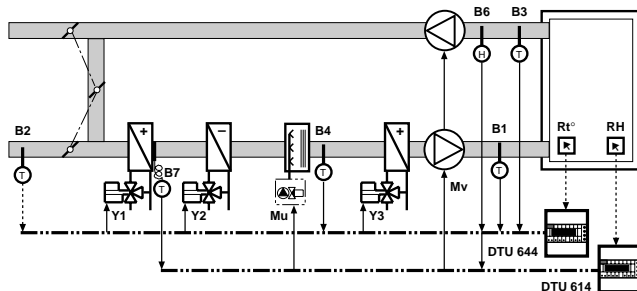 B6 B3
H T
B2
+ − B4 + B1 Rt° RH
T B7 T T
T Mv
Y1 Y2 Mu Y3
DTU 644
DTU 614